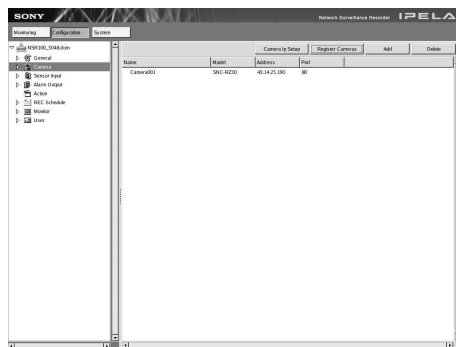 SONY
Network Surveillance Recorder IPELA
Monitoring Configuration System
NSR100_5048.dom
General
Camera
Sensor Input
Alarm Output
Action
REC Schedule
Monitor
User
Camera Ip Setup Register Cameras Add Delete
Name Model Address Port
Camera001 SNC-RZ30 43.14.25.190 80